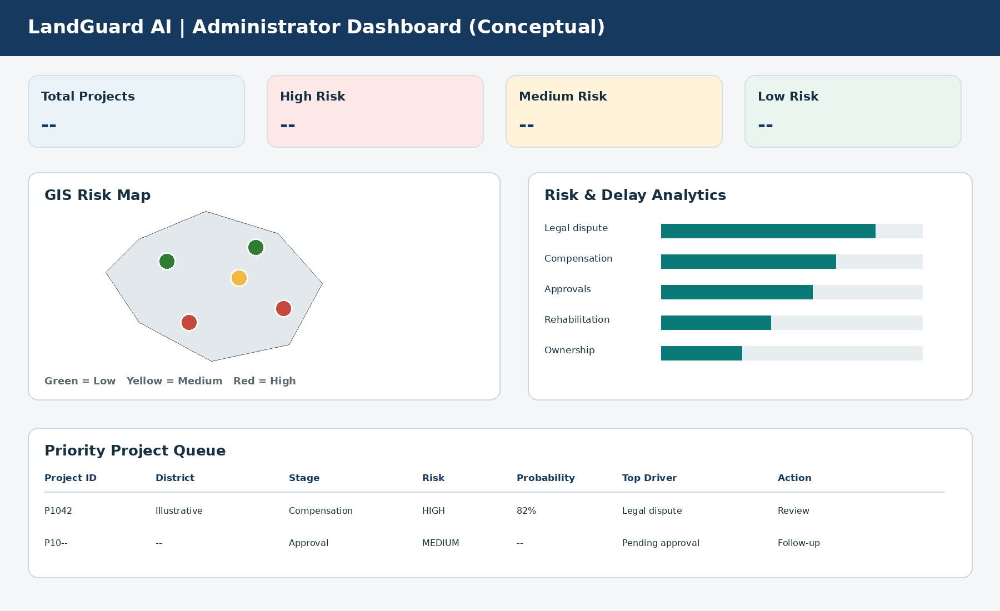 LandGuard AI | Administrator Dashboard (Conceptual)
Total Projects
--
High Risk
--
Medium Risk
--
Low Risk
--
GIS Risk Map
Green = Low Yellow = Medium Red = High
Risk & Delay Analytics
Legal dispute
Compensation
Approvals
Rehabilitation
Ownership
Priority Project Queue
Project ID District Stage Risk Probability Top Driver Action
P1042 Illustrative Compensation HIGH 82% Legal dispute Review
P10-- -- Approval MEDIUM -- Pending approval Follow-up